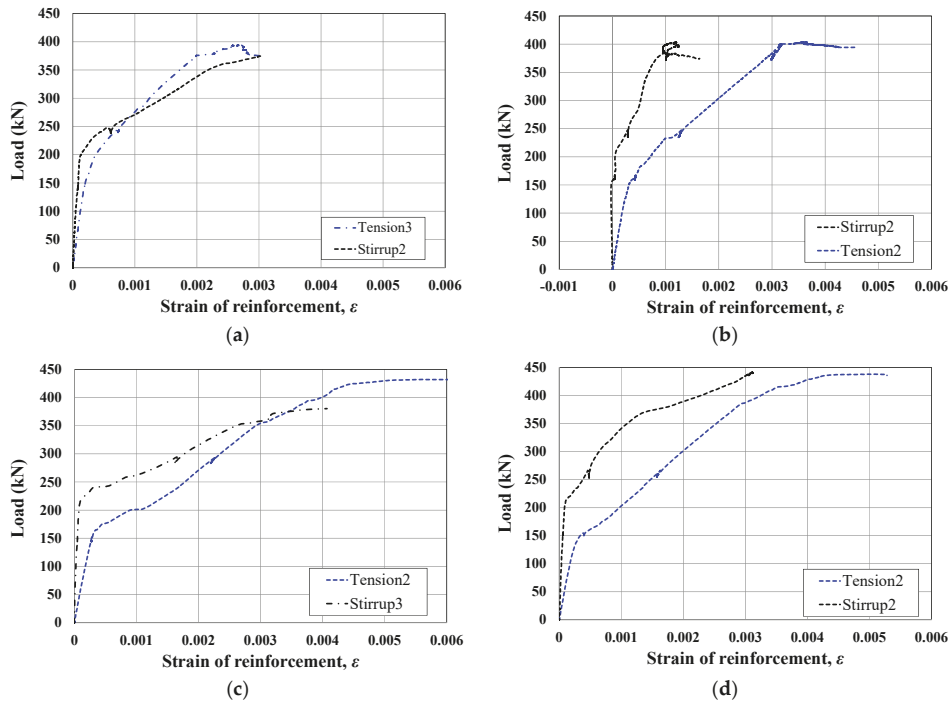 450
400
350
300
250
200
150
100
50
0
Load (kN)
Tension3
Stirrup2
0 0.001 0.002 0.003 0.004 0.005 0.006
Strain of reinforcement, ε
(a)
450
400
350
300
250
200
150
100
50
0
Load (kN)
Stirrup2
Tension2
-0.001 0 0.001 0.002 0.003 0.004 0.005 0.006
Strain of reinforcement, ε
(b)
450
400
350
300
250
200
150
100
50
0
Load (kN)
Tension2
Stirrup3
0 0.001 0.002 0.003 0.004 0.005 0.006
Strain of reinforcement, ε
(c)
450
400
350
300
250
200
150
100
50
0
Load (kN)
Tension2
Stirrup2
0 0.001 0.002 0.003 0.004 0.005 0.006
Strain of reinforcement, ε
(d)